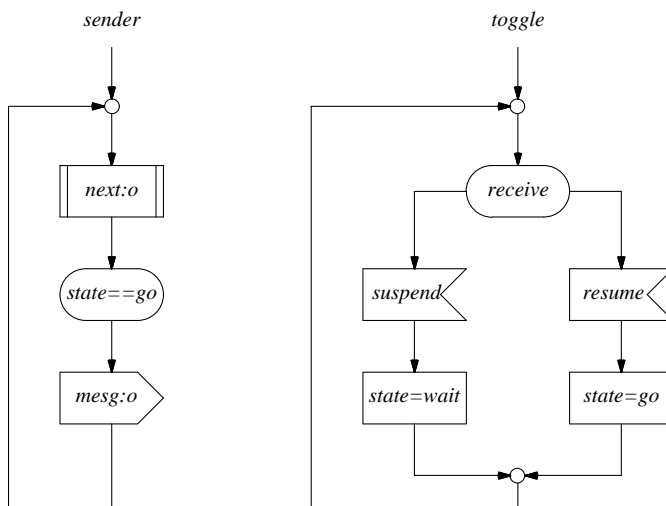 sender
next:o
state==go
mesg:o
toggle
receive
suspend
resume
state=wait
state=go